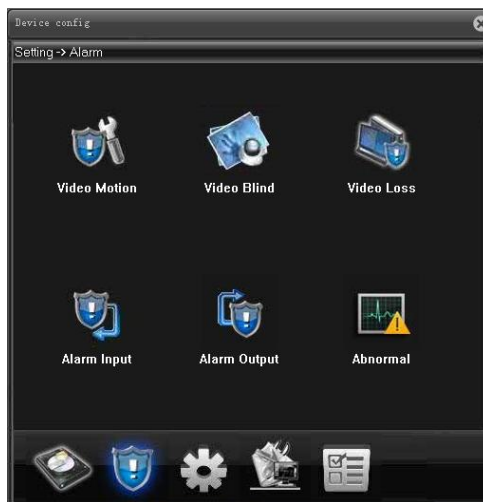 Device config
Setting -> Alarm
Video Motion
Video Blind
Video Loss
Alarm Input
Alarm Output
Abnormal